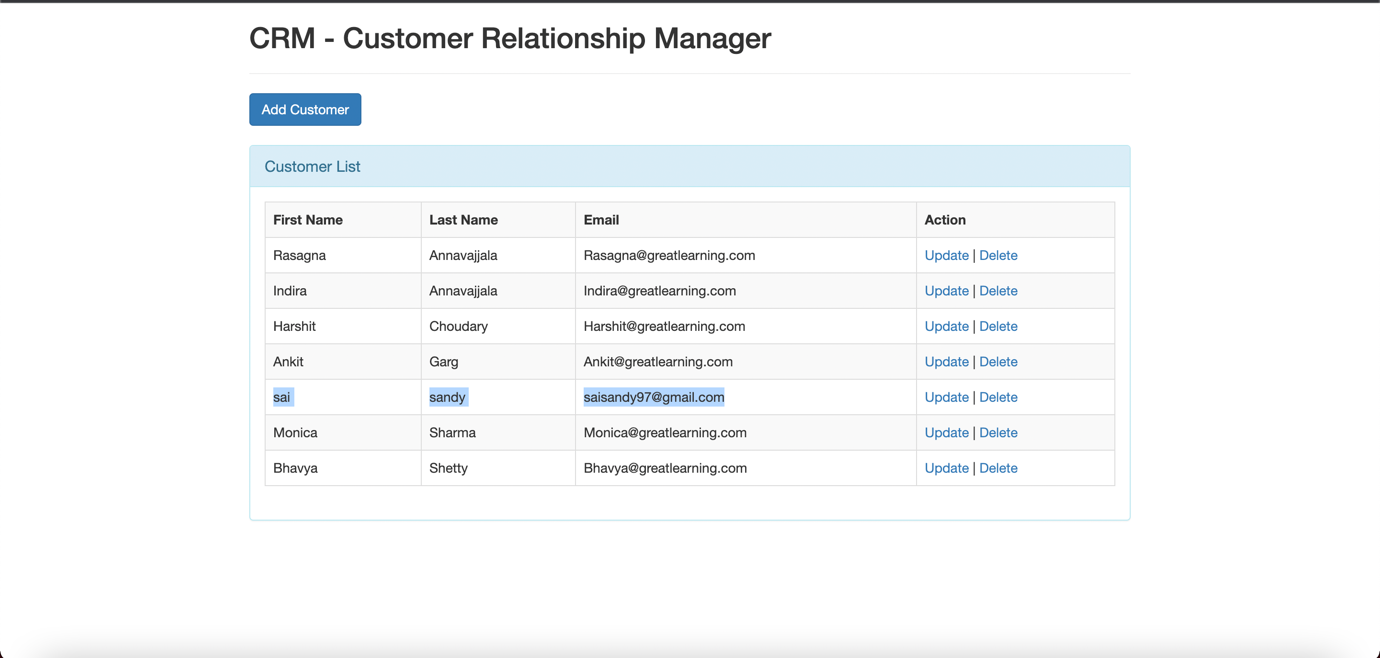 CRM - Customer Relationship Manager
Add Customer
Customer List
First Name Last Name Email Action
Rasagna Annavajjala Rasagna@greatlearning.com Update | Delete
Indira Annavajjala Indira@greatlearning.com Update | Delete
Harshit Choudary Harshit@greatlearning.com Update | Delete
Ankit Garg Ankit@greatlearning.com Update | Delete
sai sandy saisandy97@gmail.com Update | Delete
Monica Sharma Monica@greatlearning.com Update | Delete
Bhavya Shetty Bhavya@greatlearning.com Update | Delete